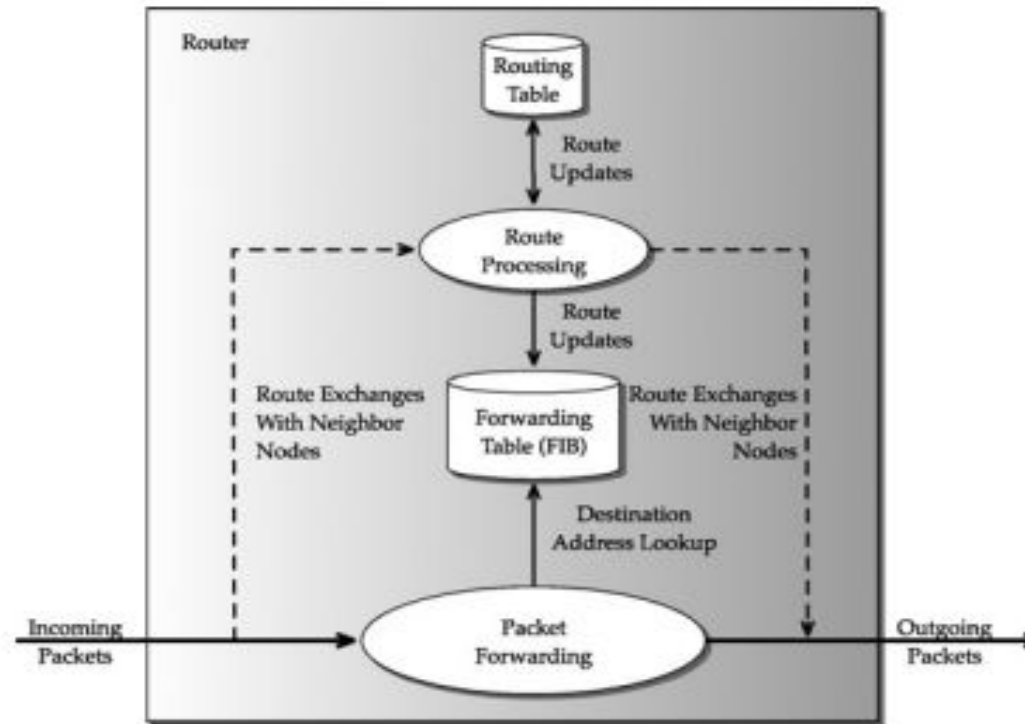 Router
Routing
Table
Route
Updates
Route
Processing
Route
Updates
Route Exchanges
With Neighbor
Nodes
Forwarding
Table (FIB)
Route Exchanges
With Neighbor
Nodes
Destination
Address Lookup
Incoming
Packets
Packet
Forwarding
Outgoing
Packets